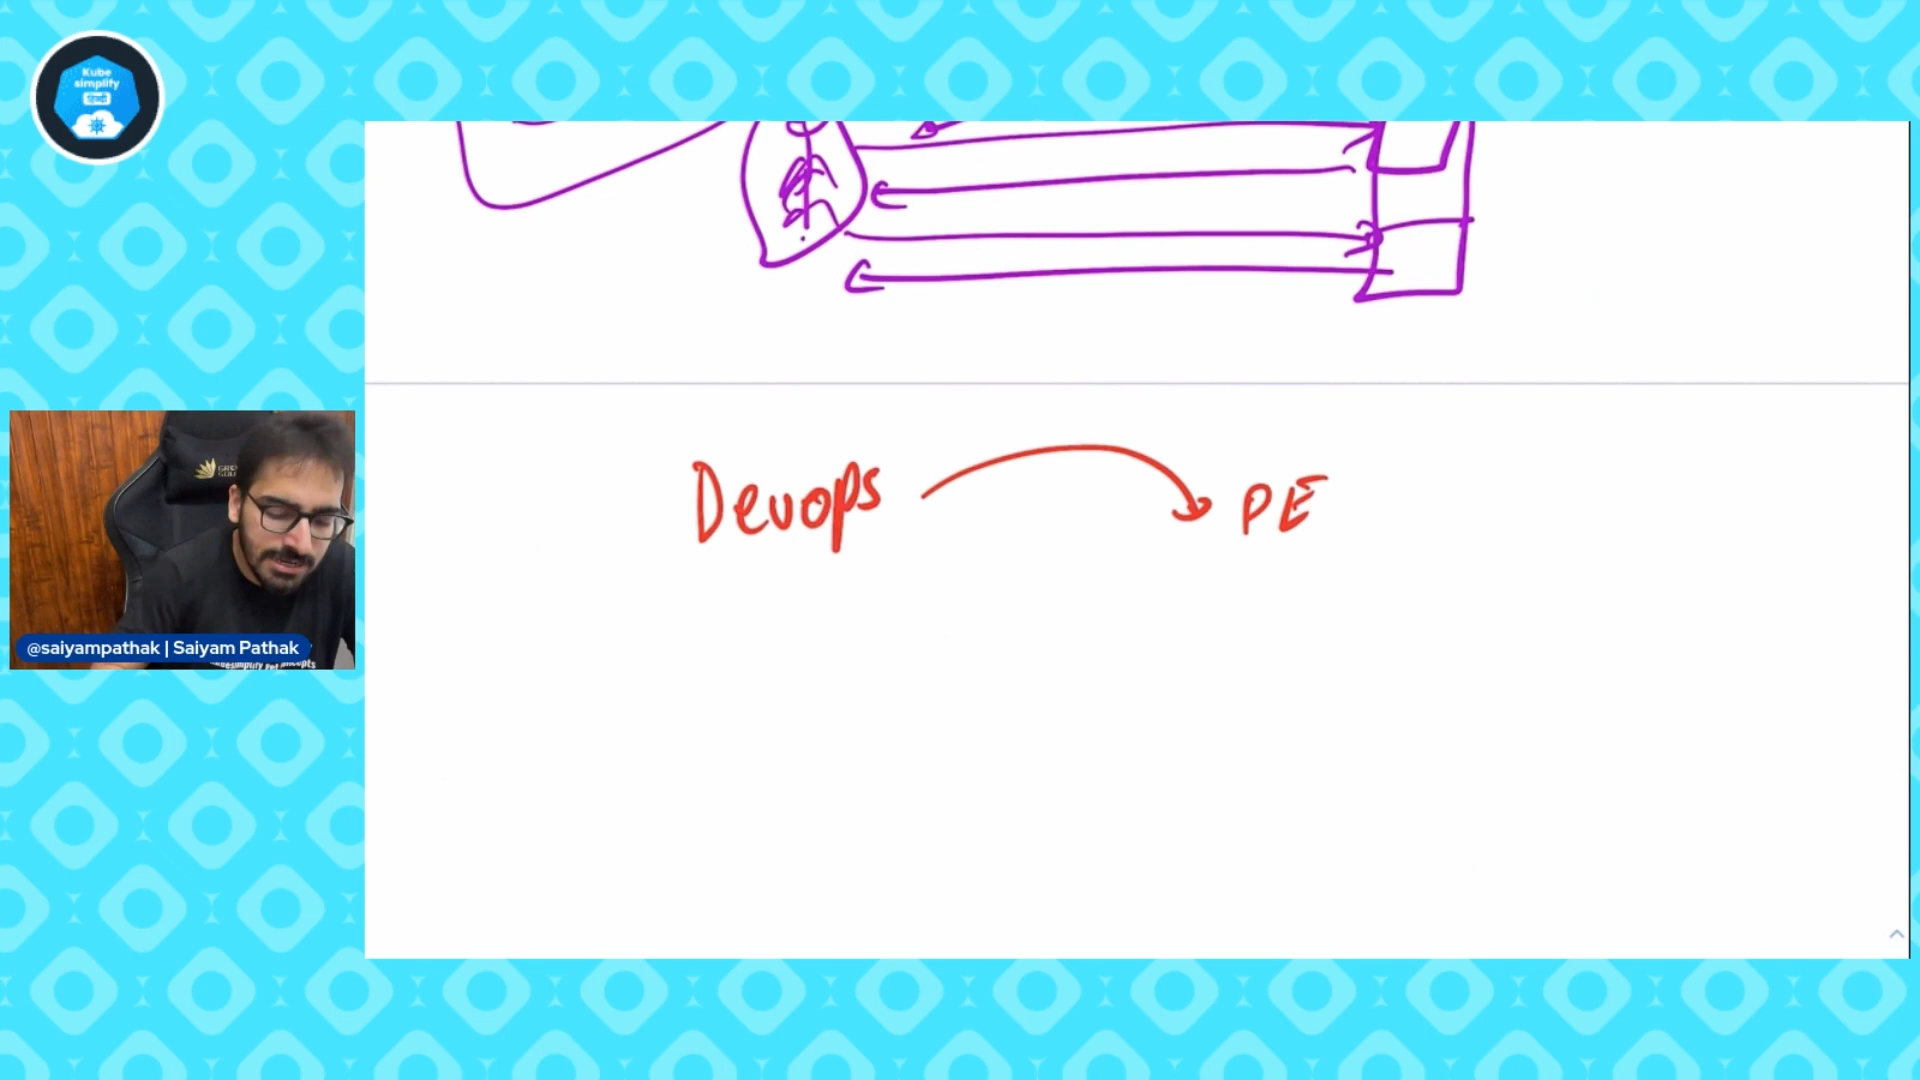 Kube
simplify
हिन्दी
Devops PE
@saiyampathak | Saiyam Pathak